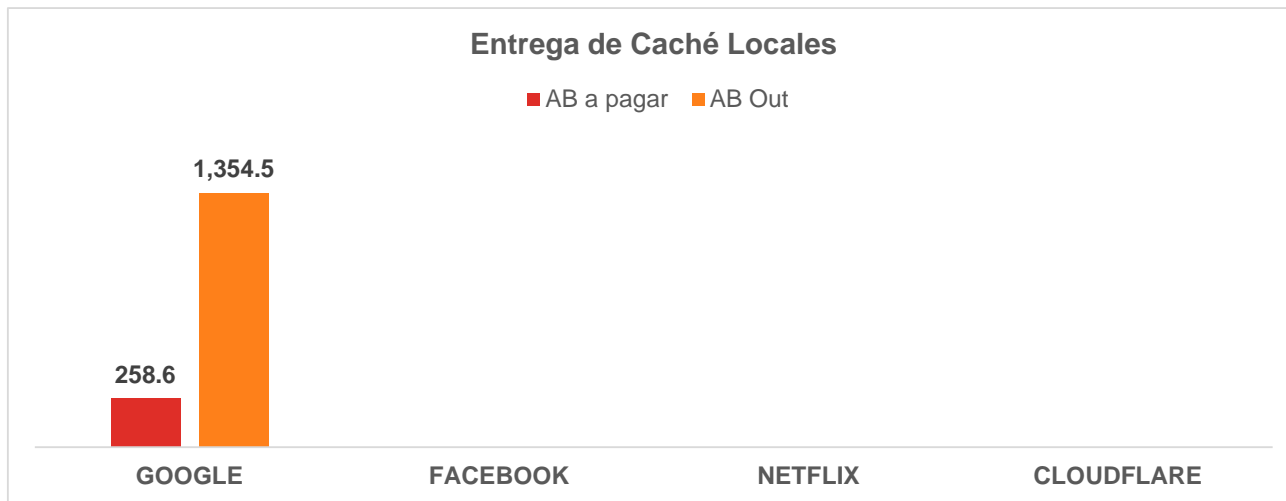 Entrega de Caché Locales
AB a pagar AB Out
1,354.5
258.6
GOOGLE FACEBOOK NETFLIX CLOUDFLARE